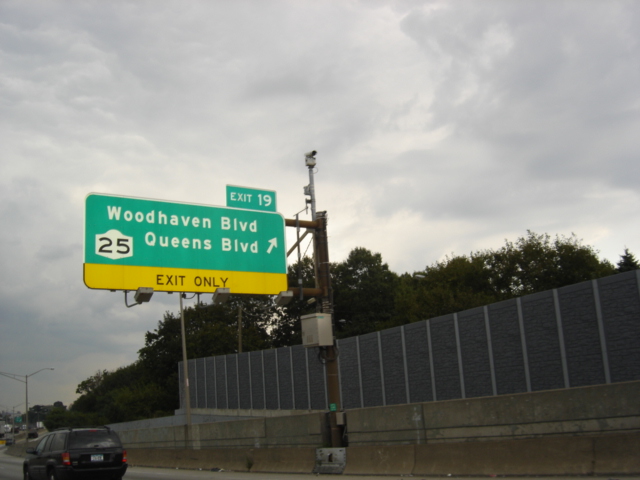 EXIT 19
Woodhaven Blvd
25 Queens Blvd
EXIT ONLY